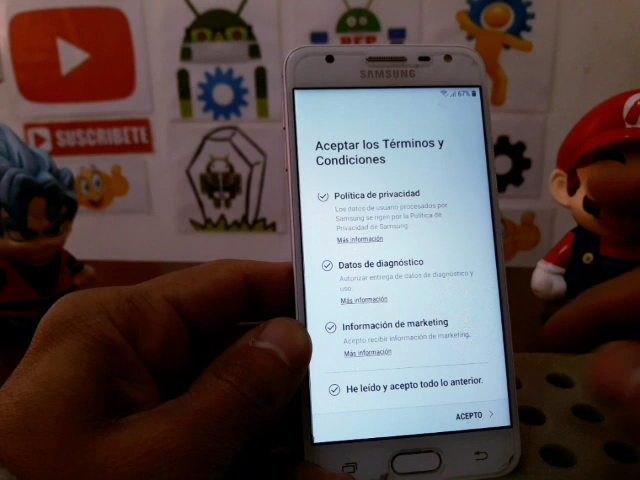 SUSCRIBETE
SAMSUNG
67%
Aceptar los Términos y
Condiciones
Política de privacidad
Los datos de usuario procesados por
Samsung se rigen por la Política de
Privacidad de Samsung
Más información
Datos de diagnóstico
Autorizar entrega de datos de diagnóstico y
uso.
Más información
Información de marketing
Acepto recibir información de marketing.
Más información
He leído y acepto todo lo anterior.
ACEPTO